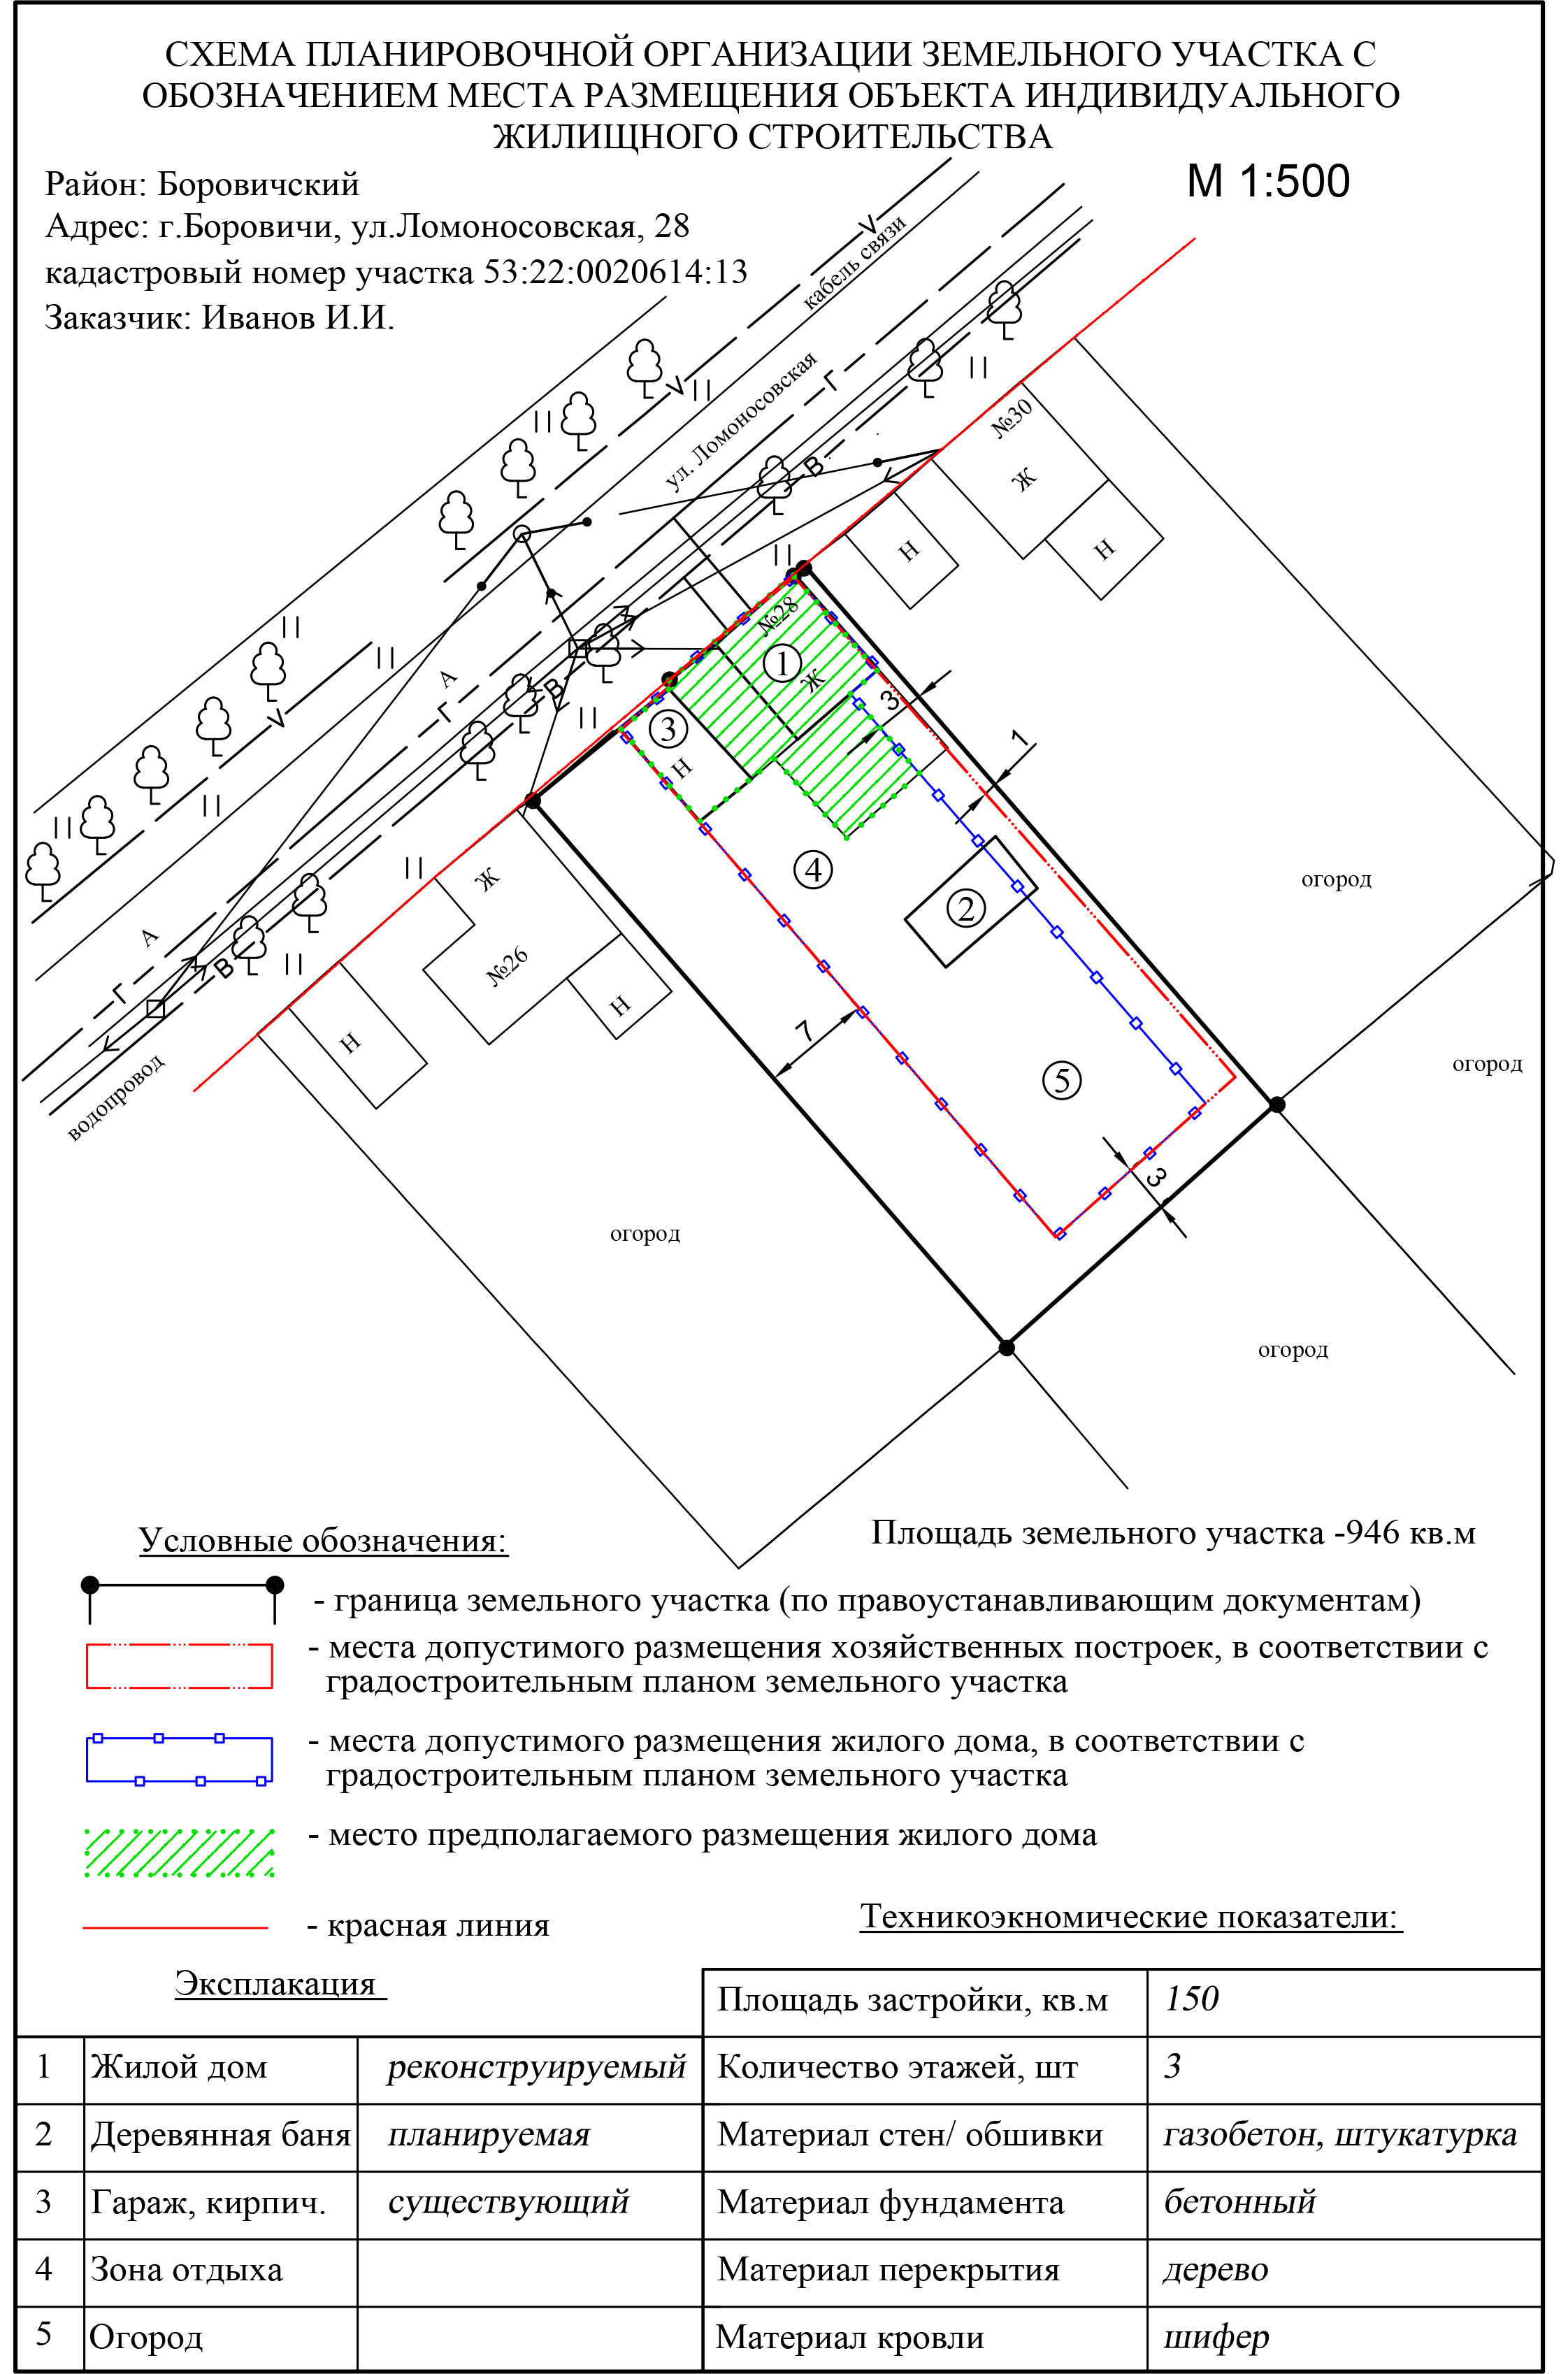 СХЕМА ПЛАНИРОВОЧНОЙ ОРГАНИЗАЦИИ ЗЕМЕЛЬНОГО УЧАСТКА С
ОБОЗНАЧЕНИЕМ МЕСТА РАЗМЕЩЕНИЯ ОБЪЕКТА ИНДИВИДУАЛЬНОГО
ЖИЛИЩНОГО СТРОИТЕЛЬСТВА
М 1:500
Район: Боровичский
Адрес: г.Боровичи, ул.Ломоносовская, 28
кадастровый номер участка 53:22:0020614:13
Заказчик: Иванов И.И.
V
кабель связи
V
ул. Ломоносовская
Г
В
№30
Ж
Н
Н
№28
1
Ж
3
Н
3
1
А
Г
В
V
4
2
огород
Ж
№26
Н
Н
А
Г
В
водопровод
7
5
огород
3
огород
огород
Условные обозначения:
Площадь земельного участка -946 кв.м
- граница земельного участка (по правоустанавливающим документам)
- места допустимого размещения хозяйственных построек, в соответствии с
градостроительным планом земельного участка
- места допустимого размещения жилого дома, в соответствии с
градостроительным планом земельного участка
- место предполагаемого размещения жилого дома
- красная линия
Техникоэкномические показатели:
Эксплакация
Площадь застройки, кв.м 150
1 Жилой дом реконструируемый Количество этажей, шт 3
2 Деревянная баня планируемая Материал стен/ обшивки газобетон, штукатурка
3 Гараж, кирпич. существующий Материал фундамента бетонный
4 Зона отдыха Материал перекрытия дерево
5 Огород Материал кровли шифер